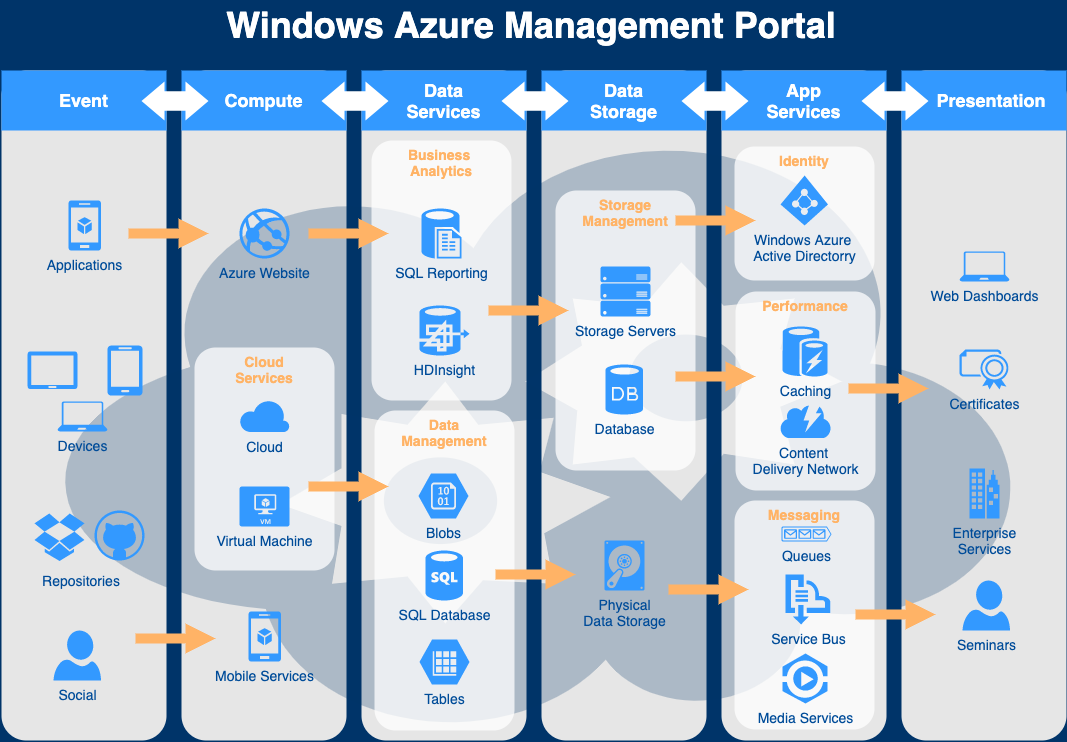 Windows Azure Management Portal
Event
Compute
Data
Services
Data
Storage
App
Services
Presentation
Applications
Devices
Repositories
Social
Azure Website
Cloud
Services
Cloud
VM
Virtual Machine
Mobile Services
Business
Analytics
SQL Reporting
HDInsight
Data
Management
10
01
Blobs
SQL
SQL Database
Tables
Storage
Management
Storage Servers
DB
Database
Physical
Data Storage
Identity
Windows Azure
Active Directory
Performance
Caching
Content
Delivery Network
Messaging
Queues
Service Bus
Media Services
Web Dashboards
Certificates
Enterprise
Services
Seminars